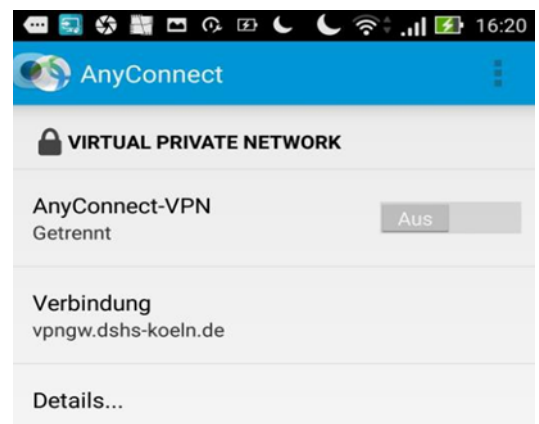 16:20
AnyConnect
VIRTUAL PRIVATE NETWORK
AnyConnect-VPN
Aus
Getrennt
Verbindung
vpngw.dshs-koeln.de
Details...